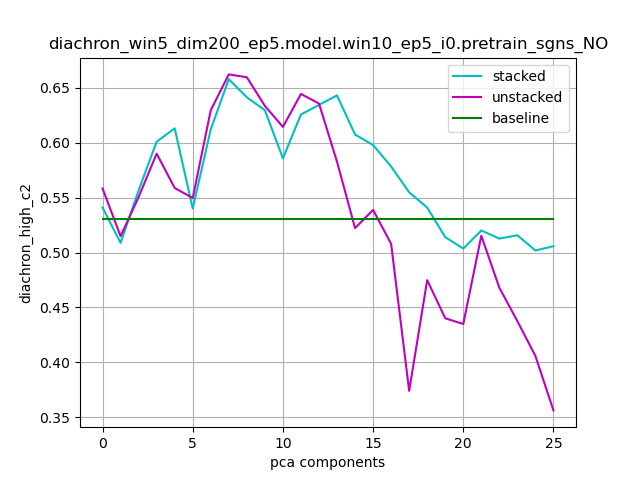 diachron_win5_dim200_ep5.model.win10_ep5_i0.pretrain_sgns_NO
stacked
unstacked
baseline
diachron_high_c2
0.65
0.60
0.55
0.50
0.45
0.40
0.35
0 5 10 15 20 25
pca components